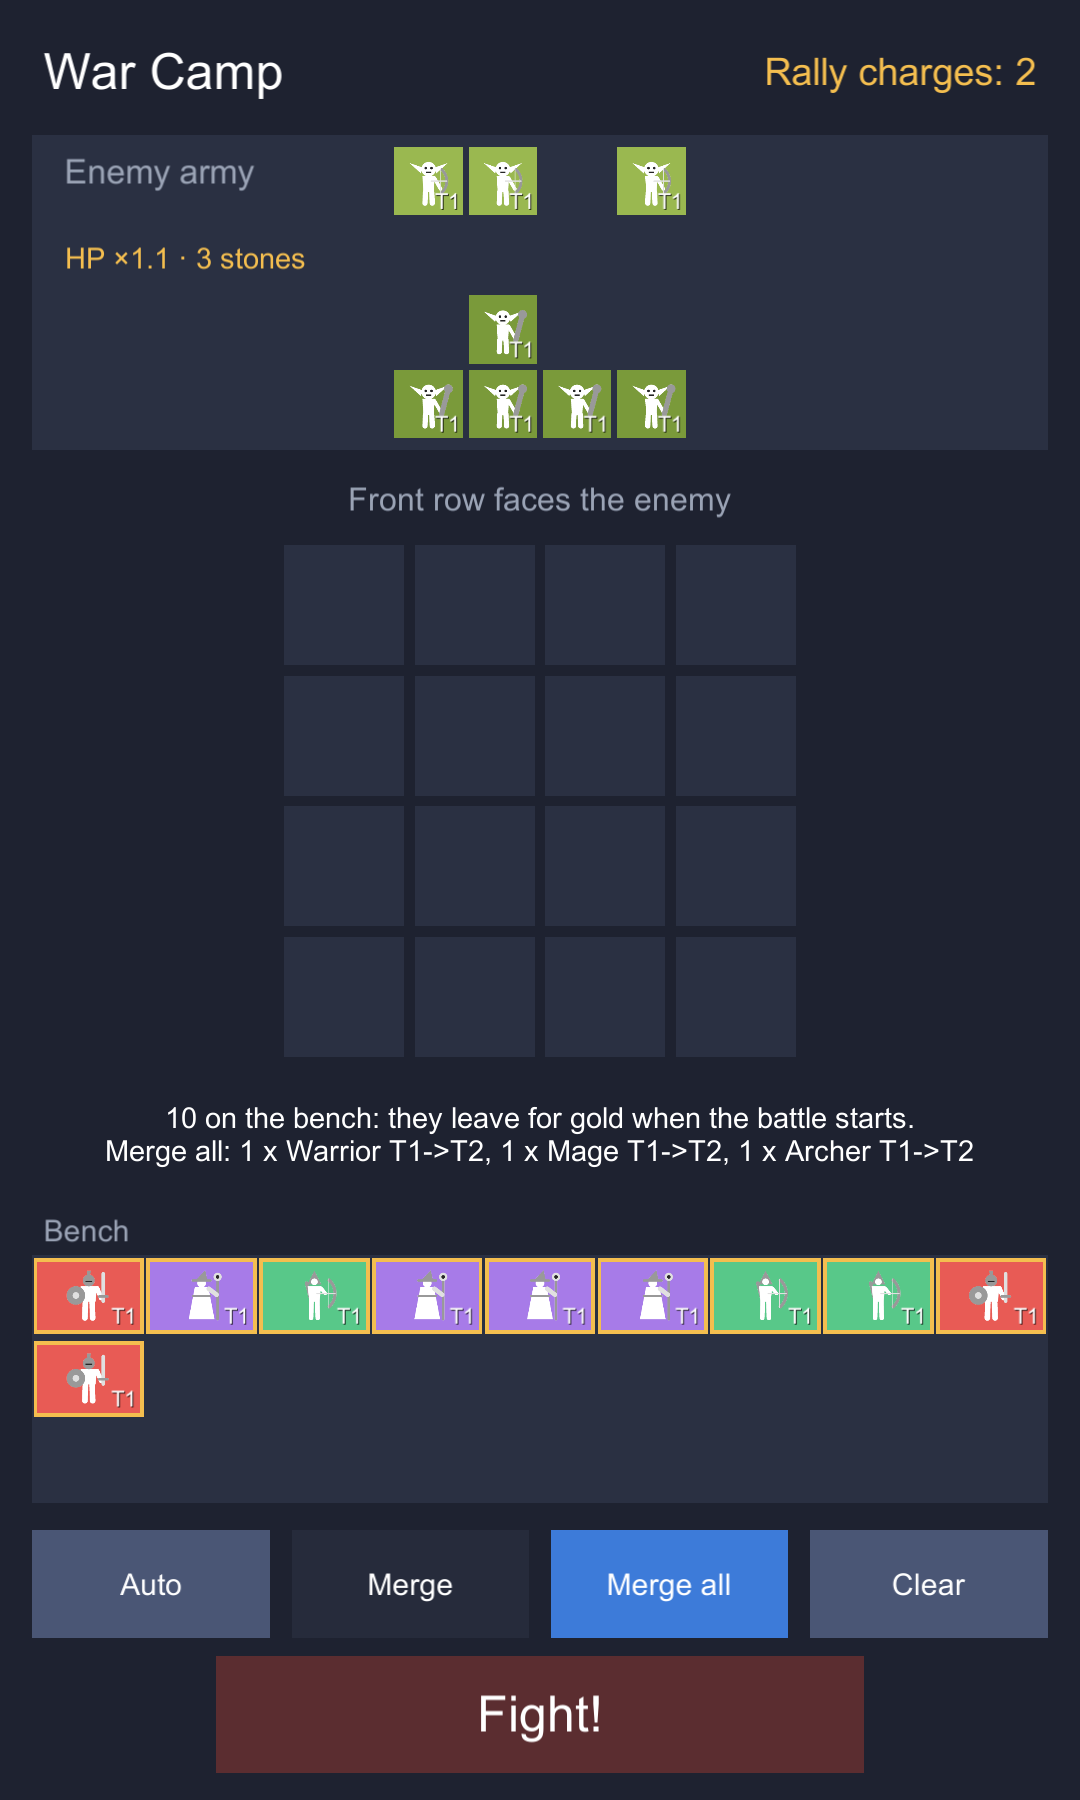 War Camp
Rally charges: 2
Enemy army
T1 T1 T1
HP ×1.1 · 3 stones
T1
T1 T1 T1 T1
Front row faces the enemy
10 on the bench: they leave for gold when the battle starts.
Merge all: 1 x Warrior T1->T2, 1 x Mage T1->T2, 1 x Archer T1->T2
Bench
T1 T1 T1 T1 T1 T1 T1 T1 T1
T1
Auto
Merge
Merge all
Clear
Fight!